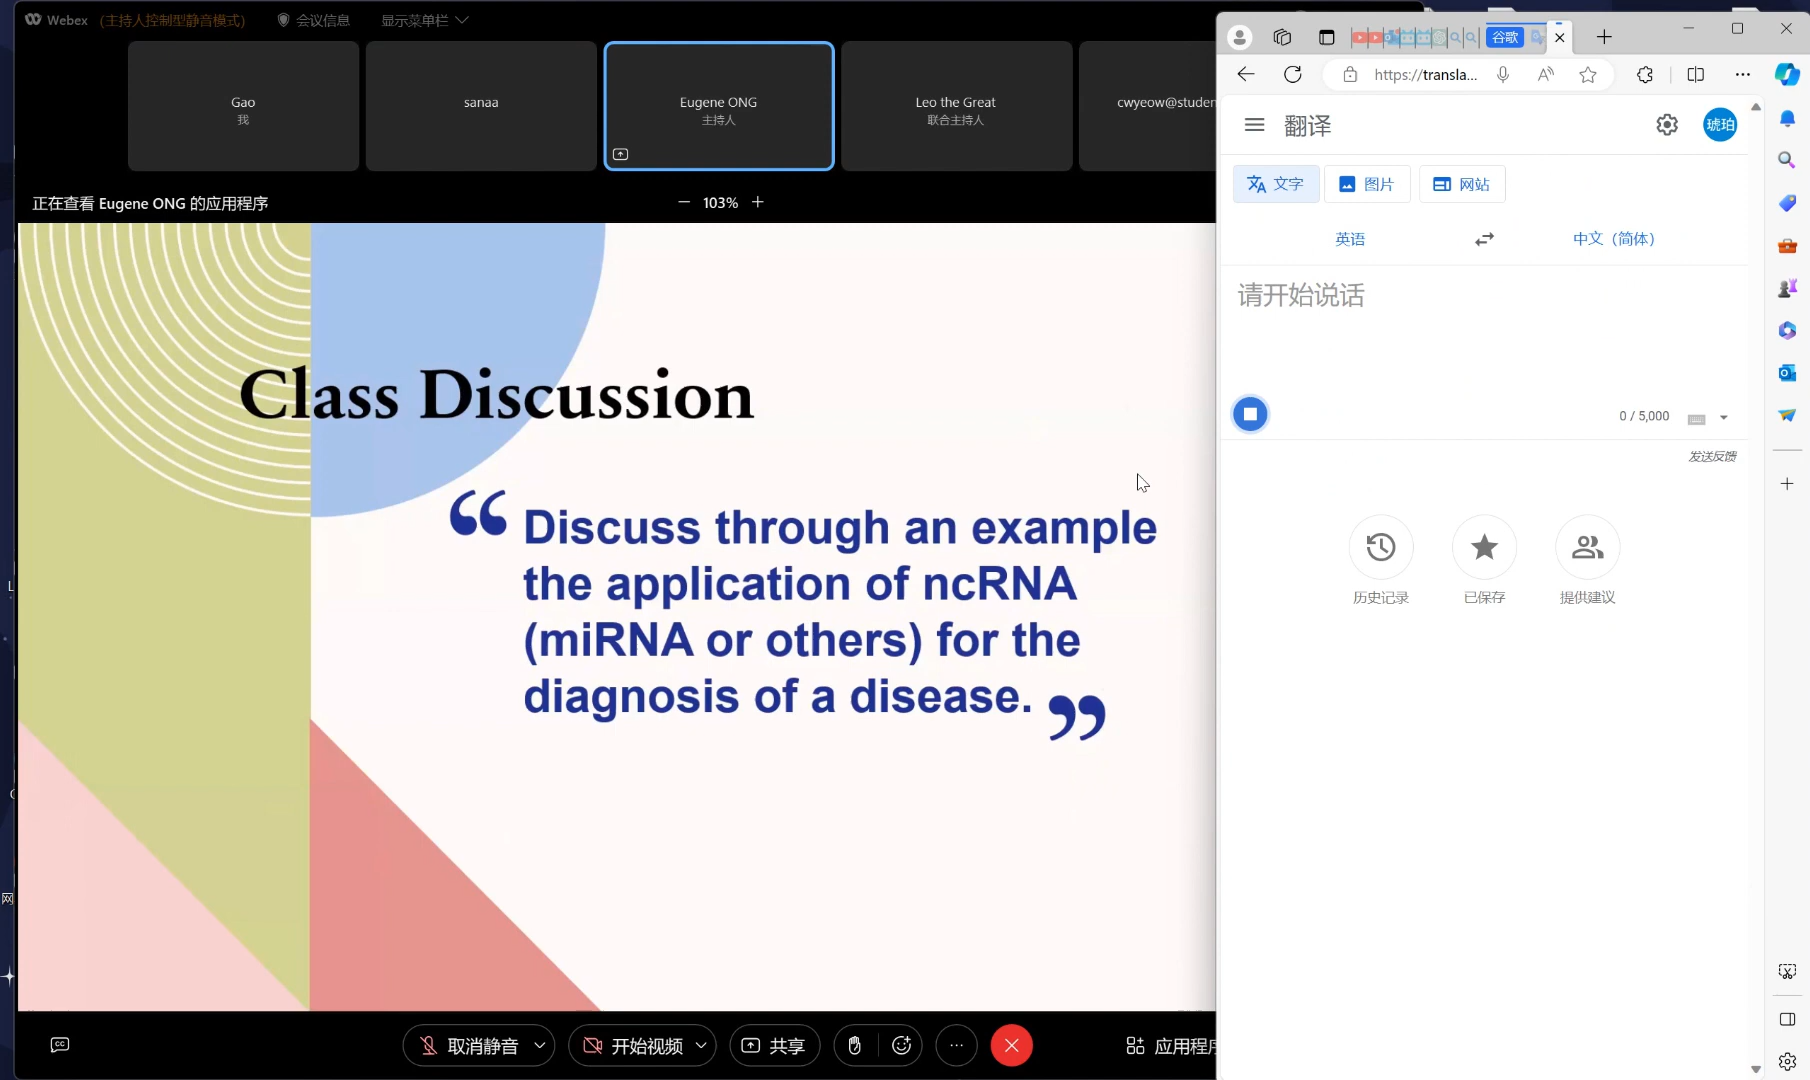 Webex (主持人控制型静音模式) 会议信息 显示菜单栏
Gao
我
sanaa
Eugene ONG
主持人
Leo the Great
联合主持人
cwyeow@studen
正在查看 Eugene ONG 的应用程序
103%
Class Discussion
“ Discuss through an example
the application of ncRNA
(miRNA or others) for the
diagnosis of a disease. ”
取消静音
开始视频
共享
应用程序
谷歌
https://transla...
翻译
琥珀
文字
图片
网站
英语
中文（简体）
请开始说话
0 / 5,000
发送反馈
历史记录
已保存
提供建议